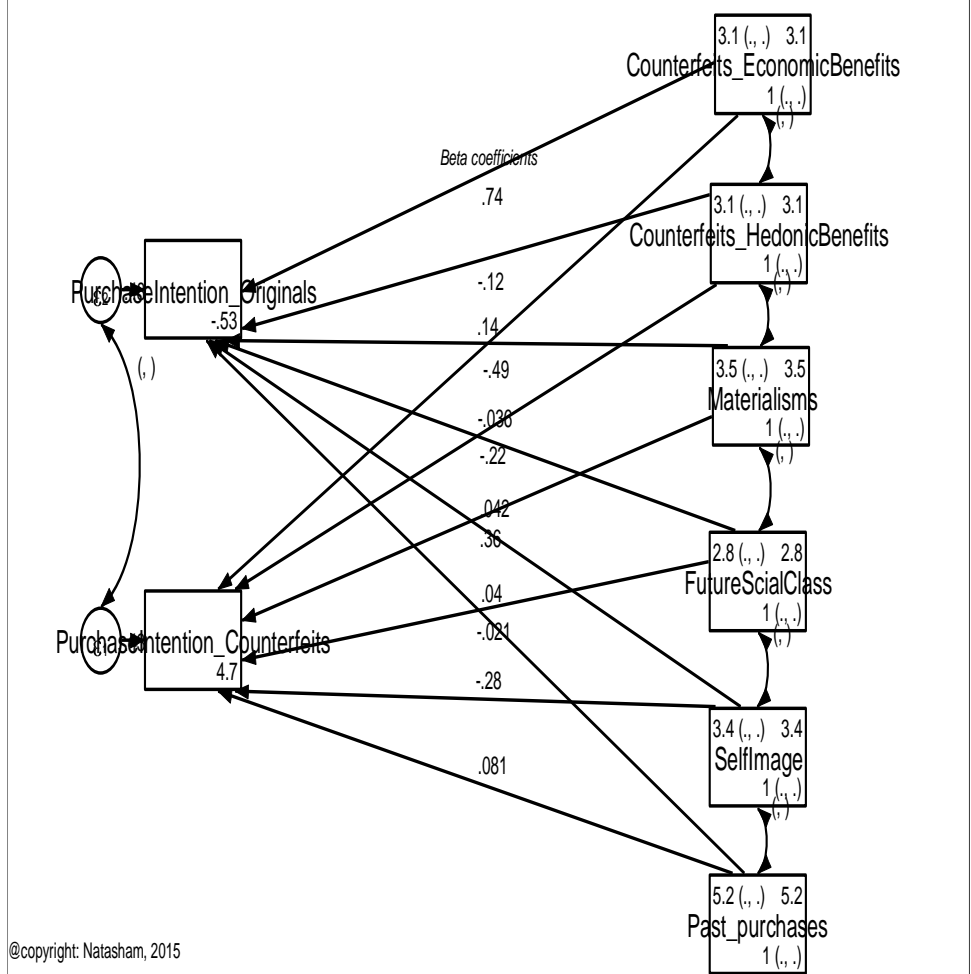 3.1 (., .) 3.1
Counterfeits_EconomicBenefits
1 (., .)
(, )
Beta coefficients
.74
3.1 (., .) 3.1
Counterfeits_HedonicBenefits
1 (., .)
(, )
PurchaseIntention_Originals
-.53
-.12
.14
(, )
-.49
3.5 (., .) 3.5
Materialisms
1 (., .)
(, )
-.036
-.22
.042
.36
2.8 (., .) 2.8
FutureScialClass
1 (., .)
(, )
.04
-.021
PurchaseIntention_Counterfeits
4.7
-.28
3.4 (., .) 3.4
SelfImage
1 (., .)
(, )
.081
5.2 (., .) 5.2
Past_purchases
1 (., .)
@copyright: Natasham, 2015